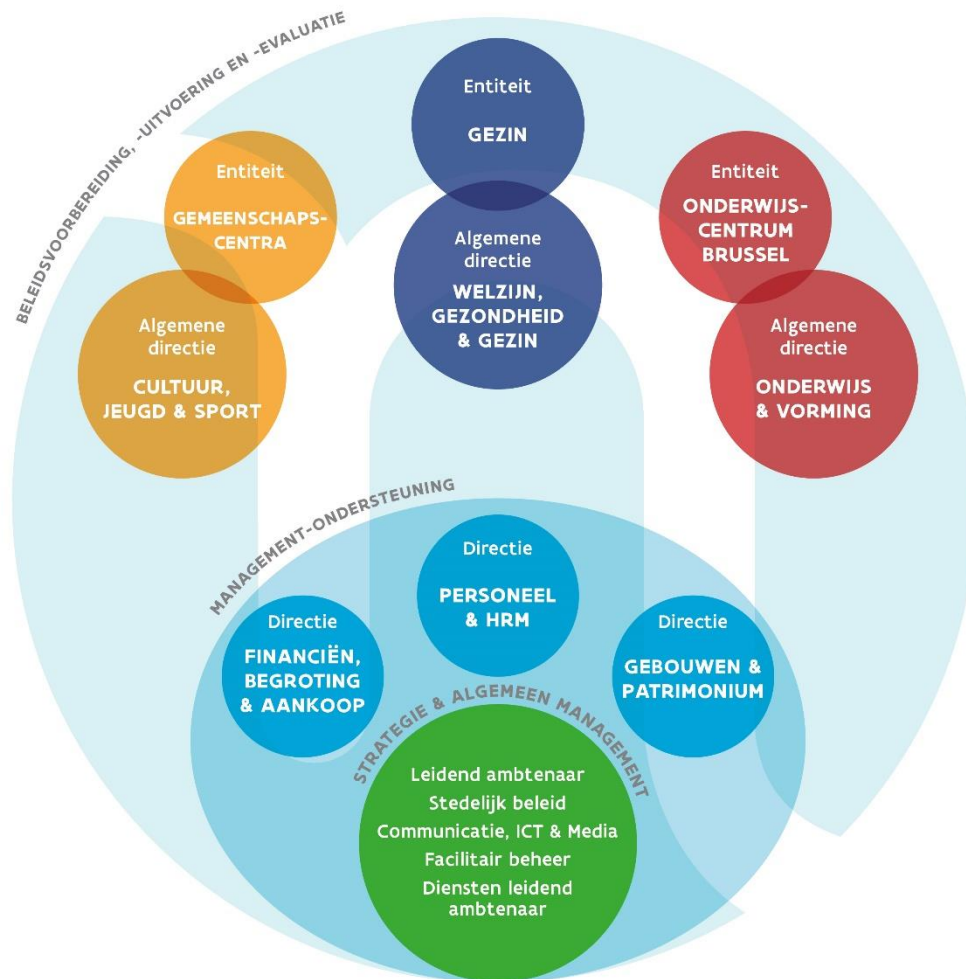 BELEIDSVOORBEREIDING, -UITVOERING EN -EVALUATIE
Entiteit
GEZIN
Entiteit
GEMEENSCHAPS-
CENTRA
Entiteit
ONDERWIJS-
CENTRUM
BRUSSEL
Algemene
directie
WELZIJN,
GEZONDHEID
& GEZIN
Algemene
directie
CULTUUR,
JEUGD & SPORT
Algemene
directie
ONDERWIJS
& VORMING
MANAGEMENT-ONDERSTEUNING
Directie
PERSONEEL
& HRM
Directie
FINANCIËN,
BEGROTING
& AANKOOP
Directie
GEBOUWEN &
PATRIMONIUM
STRATEGIE & ALGEMEEN MANAGEMENT
Leidend ambtenaar
Stedelijk beleid
Communicatie, ICT & Media
Facilitair beheer
Diensten leidend
ambtenaar